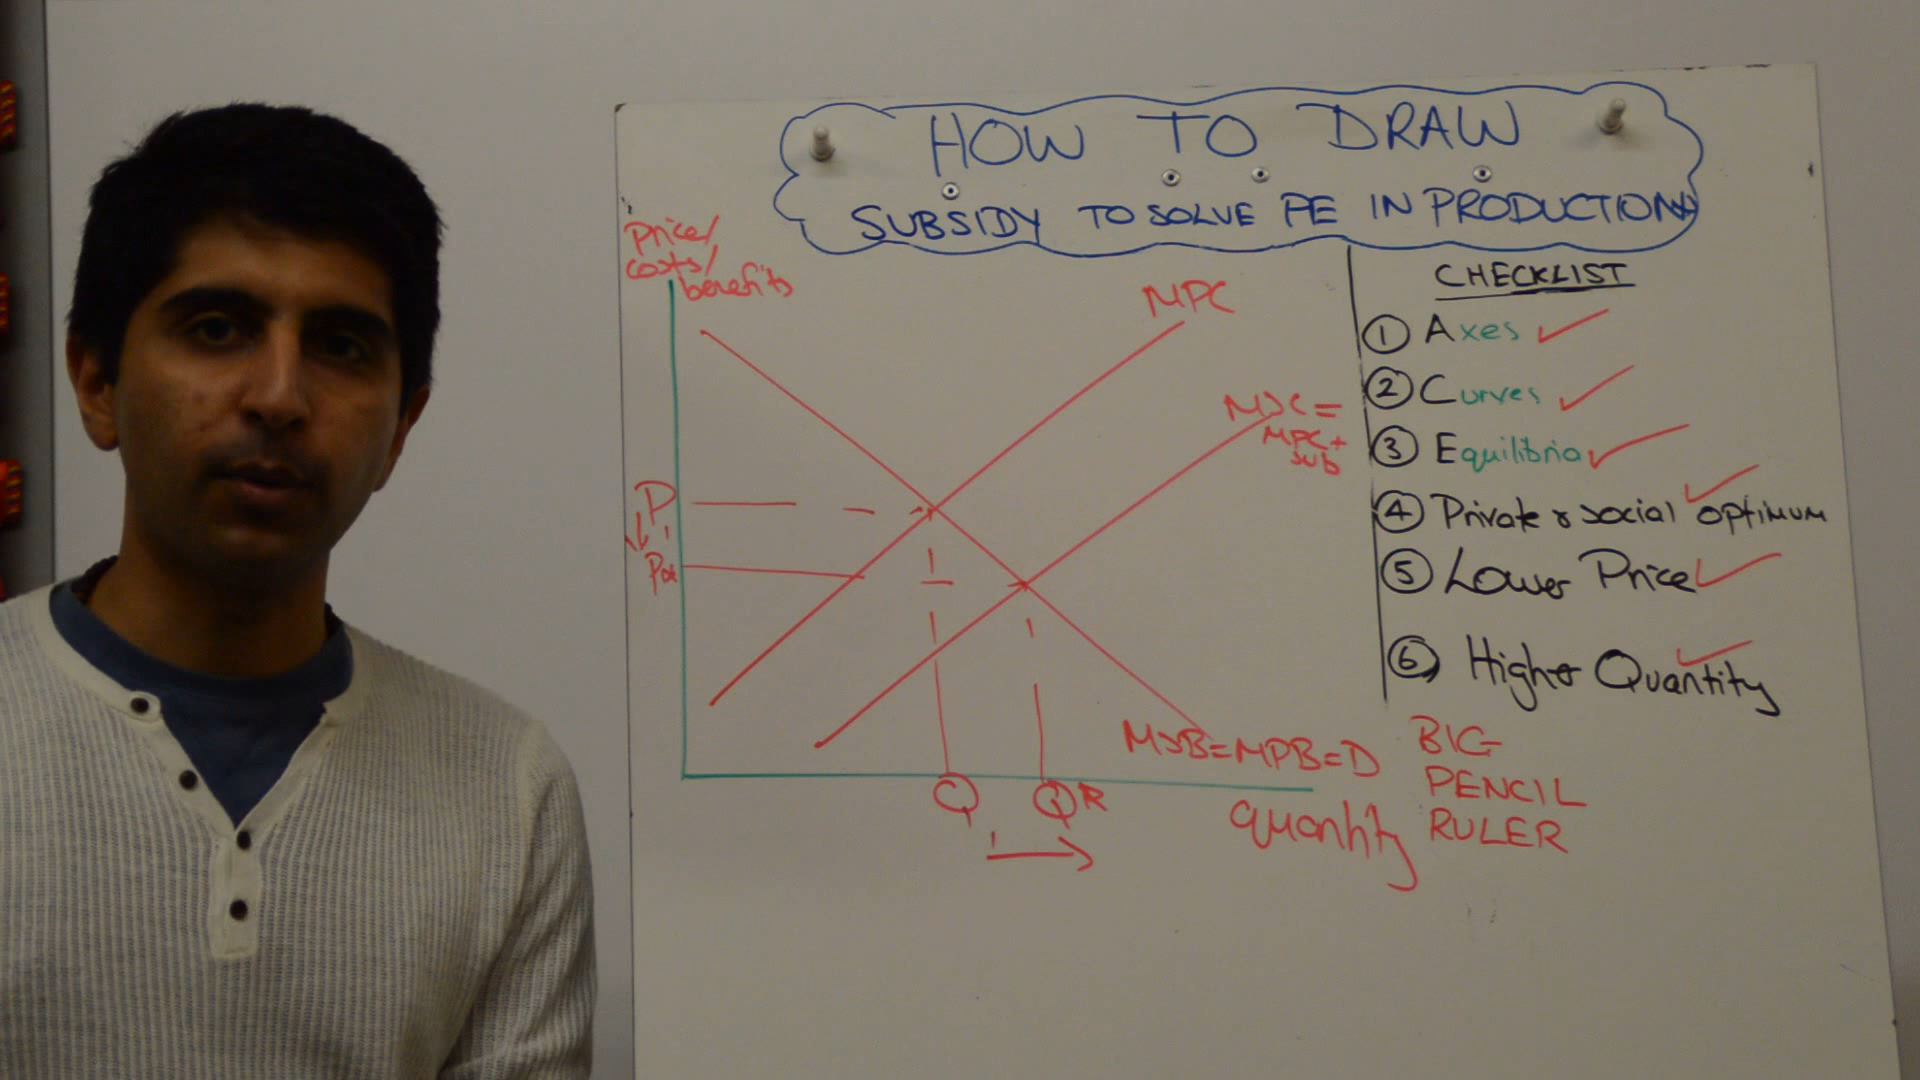 HOW TO DRAW
SUBSIDY TO SOLVE PE IN PRODUCTION
Price/
costs/
benefits
MPC
MSC =
MPC +
SUB
P
P
Q
Q R
MSB=MPB=D
quantity
CHECKLIST
1 Axes ✓
2 Curves ✓
3 Equilibria ✓
4 Private & social optimum ✓
5 Lower Price ✓
6 Higher Quantity ✓
BIG
PENCIL
RULER